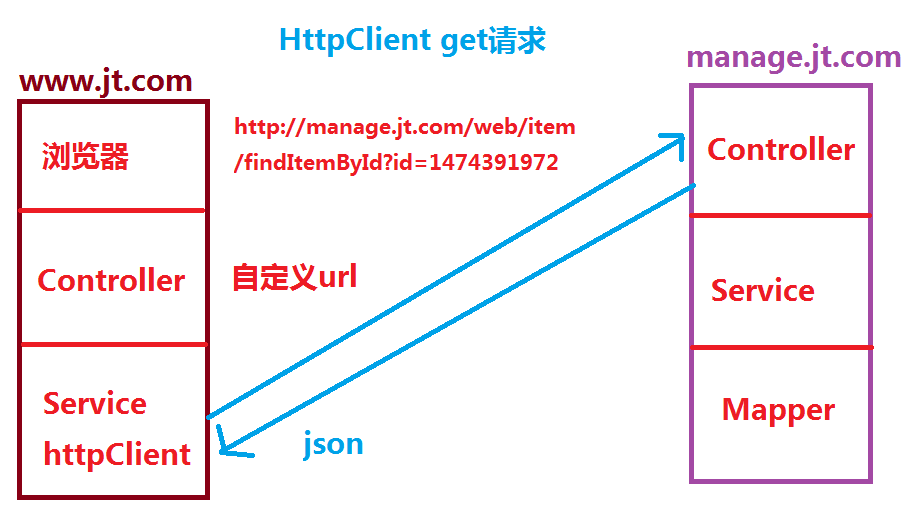 HttpClient get请求
www.jt.com
manage.jt.com
浏览器
http://manage.jt.com/web/item
/findItemById?id=1474391972
Controller
Controller
自定义url
Service
Service
httpClient
json
Mapper